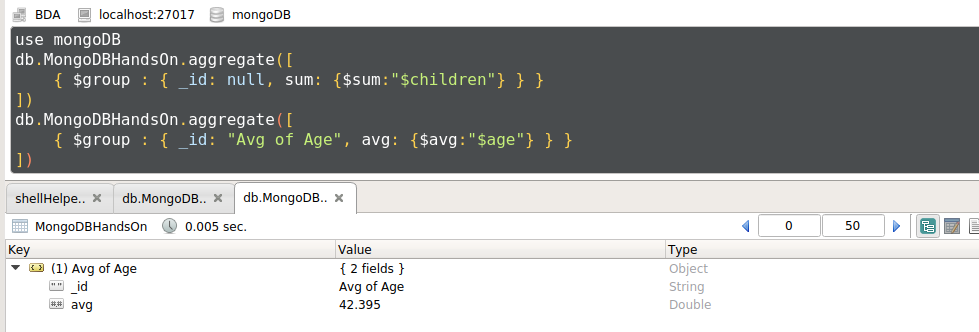 BDA localhost:27017 mongoDB
use mongoDB
db.MongoDBHandsOn.aggregate([
{ $group : { _id: null, sum: {$sum:"$children"} } }
])
db.MongoDBHandsOn.aggregate([
{ $group : { _id: "Avg of Age", avg: {$avg:"$age"} } }
])
shellHelpe.. db.MongoDB.. db.MongoDB..
MongoDBHandsOn 0.005 sec. 0 50
Key Value Type
(1) Avg of Age { 2 fields } Object
_id Avg of Age String
avg 42.395 Double